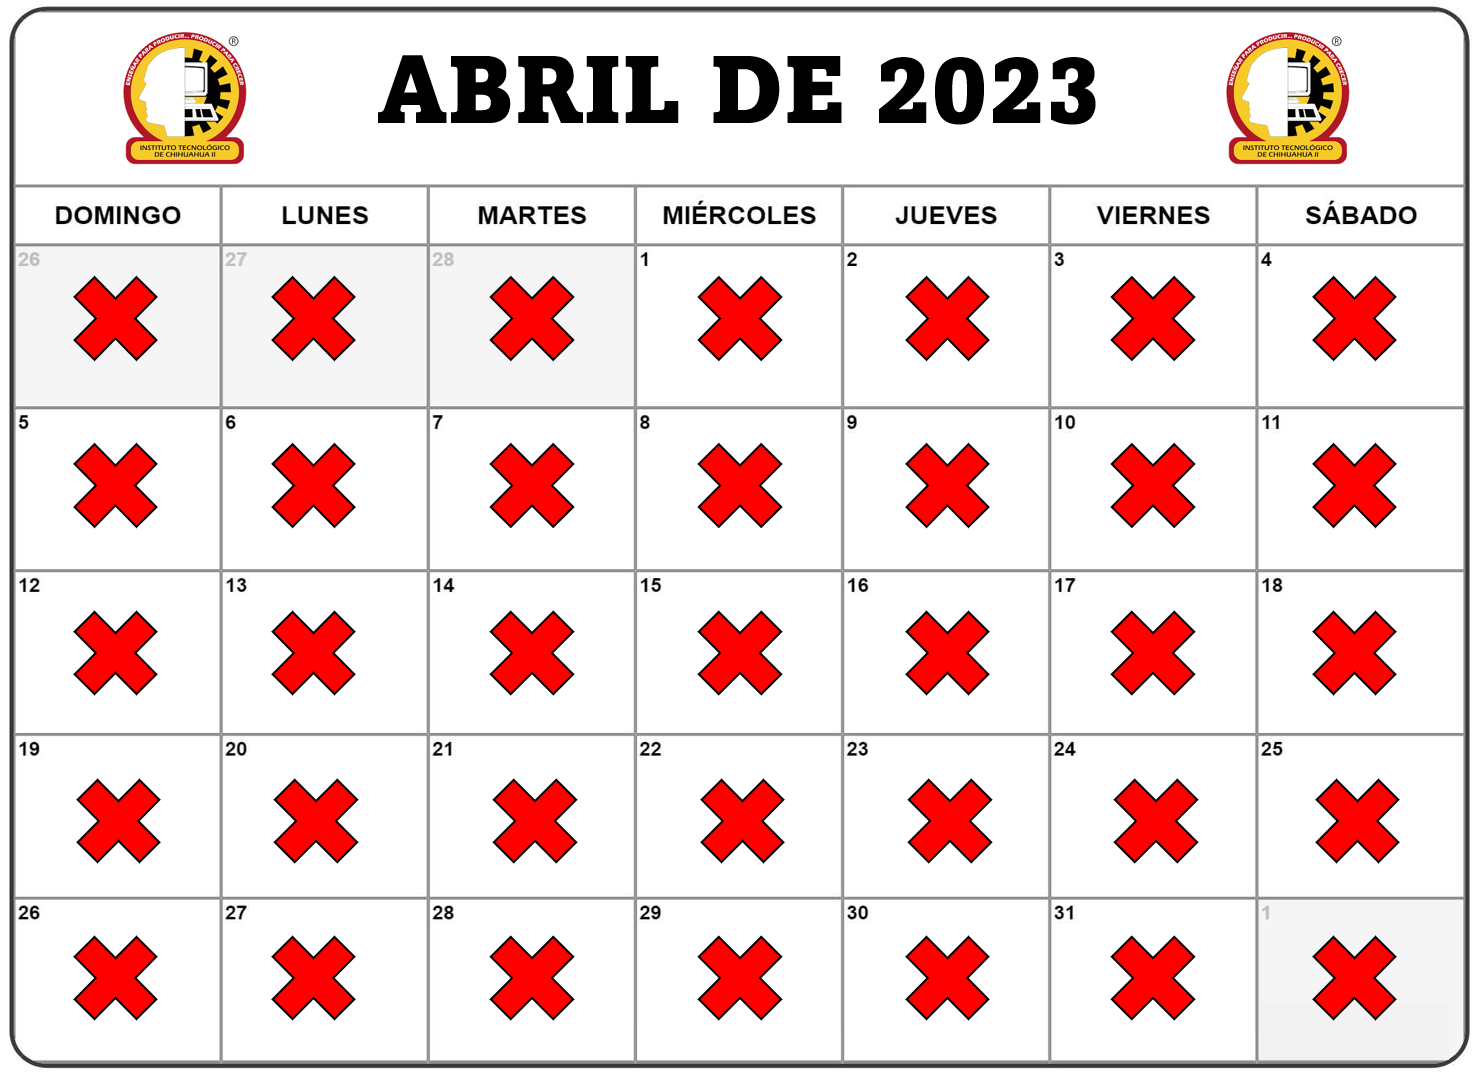 ENSEÑAR PARA PRODUCIR... PRODUCIR PARA CRECER
®
INSTITUTO TECNOLÓGICO
DE CHIHUAHUA II
ABRIL DE 2023
ENSEÑAR PARA PRODUCIR... PRODUCIR PARA CRECER
®
INSTITUTO TECNOLÓGICO
DE CHIHUAHUA II
DOMINGO LUNES MARTES MIÉRCOLES JUEVES VIERNES SÁBADO
26 27 28 1 2 3 4
5 6 7 8 9 10 11
12 13 14 15 16 17 18
19 20 21 22 23 24 25
26 27 28 29 30 31 1